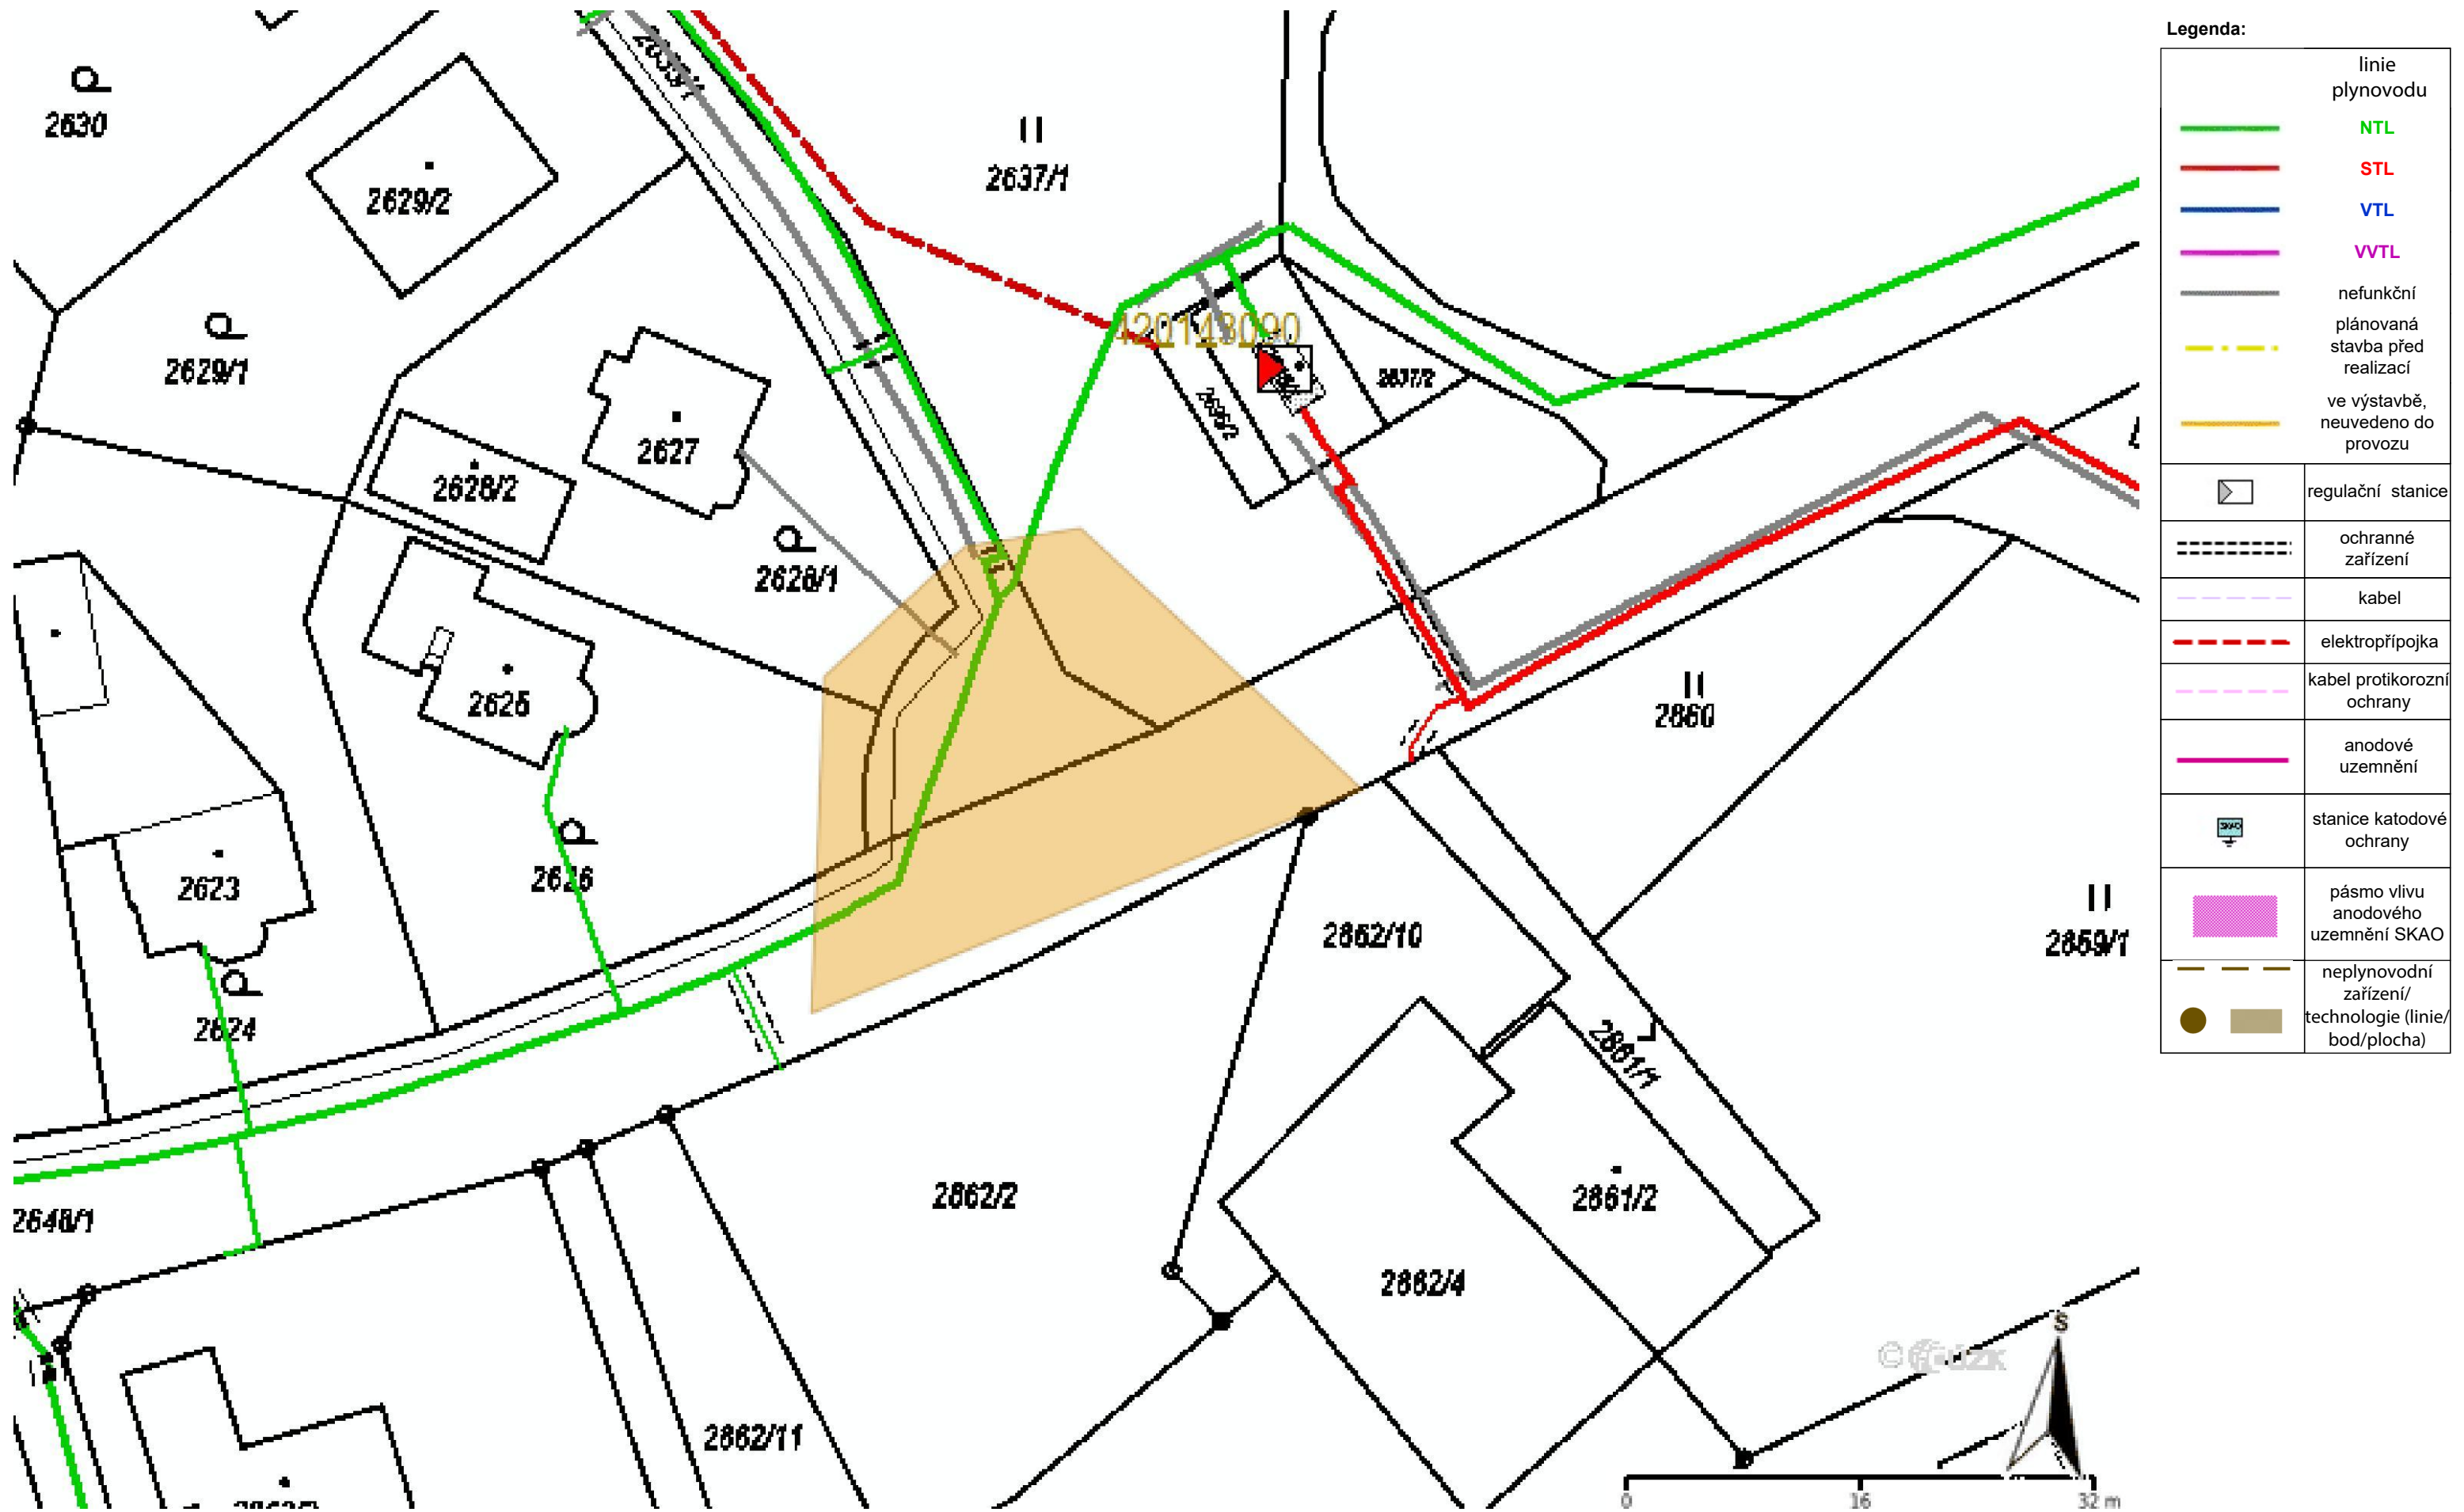 2630
2629/2
2637/1
2629/1
420143090
2637/2
2627
2628/2
2628/1
2625
2860
2623
2626
2862/10
2859/1
2624
2861/1
2648/1
2862/2
2861/2
2862/4
2862/11
S
0 16 32 m
Legenda:
linie
plynovodu
NTL
STL
VTL
VVTL
nefunkční
plánovaná
stavba před
realizací
ve výstavbě,
neuvedeno do
provozu
regulační stanice
ochranné
zařízení
kabel
elektropřípojka
kabel protikorozní
ochrany
anodové
uzemnění
SKAO
stanice katodové
ochrany
pásmo vlivu
anodového
uzemnění SKAO
neplynovodní
zařízení/
technologie (linie/
bod/plocha)